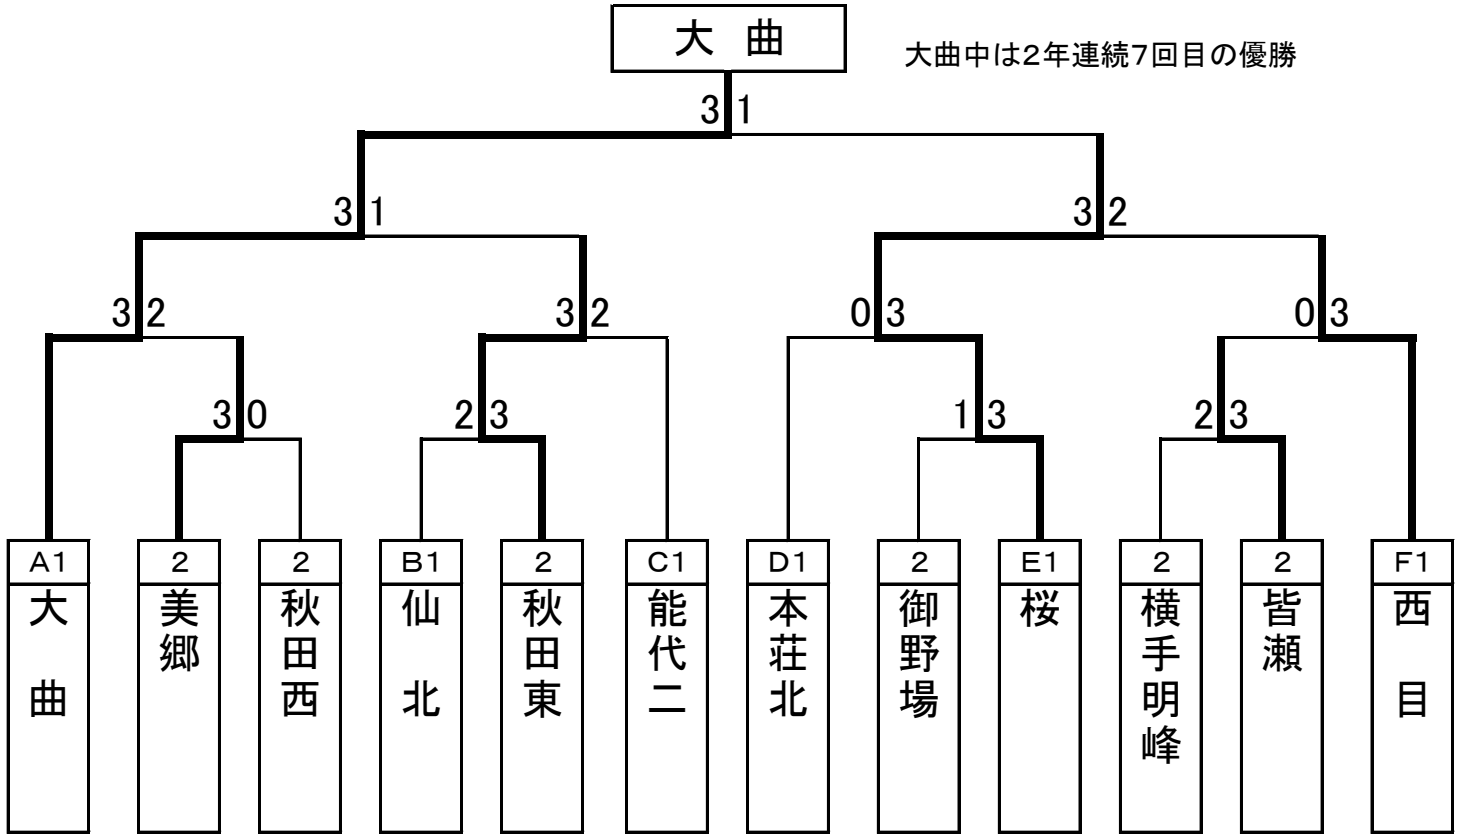 大 曲
大曲中は2年連続7回目の優勝
3 1
3 1
3 2
3 2
3 2
0 3
0 3
3 0
2 3
1 3
2 3
A1
2
2
B1
2
C1
D1
2
E1
2
2
F1
大曲
美郷
秋田西
仙北
秋田東
能代二
本荘北
御野場
桜
横手明峰
皆瀬
西目